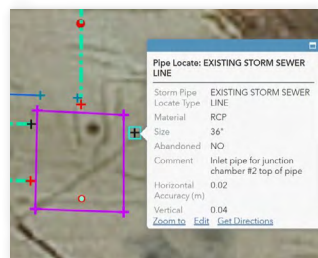 Pipe Locate: EXISTING STORM SEWER
LINE
Storm Pipe EXISTING STORM SEWER
Locate Type LINE
Material RCP
Size 36"
Abandoned NO
Comment Inlet pipe for junction
chamber #2 top of pipe
Horizontal 0.02
Accuracy (m)
Vertical 0.04
Zoom to Edit Get Directions